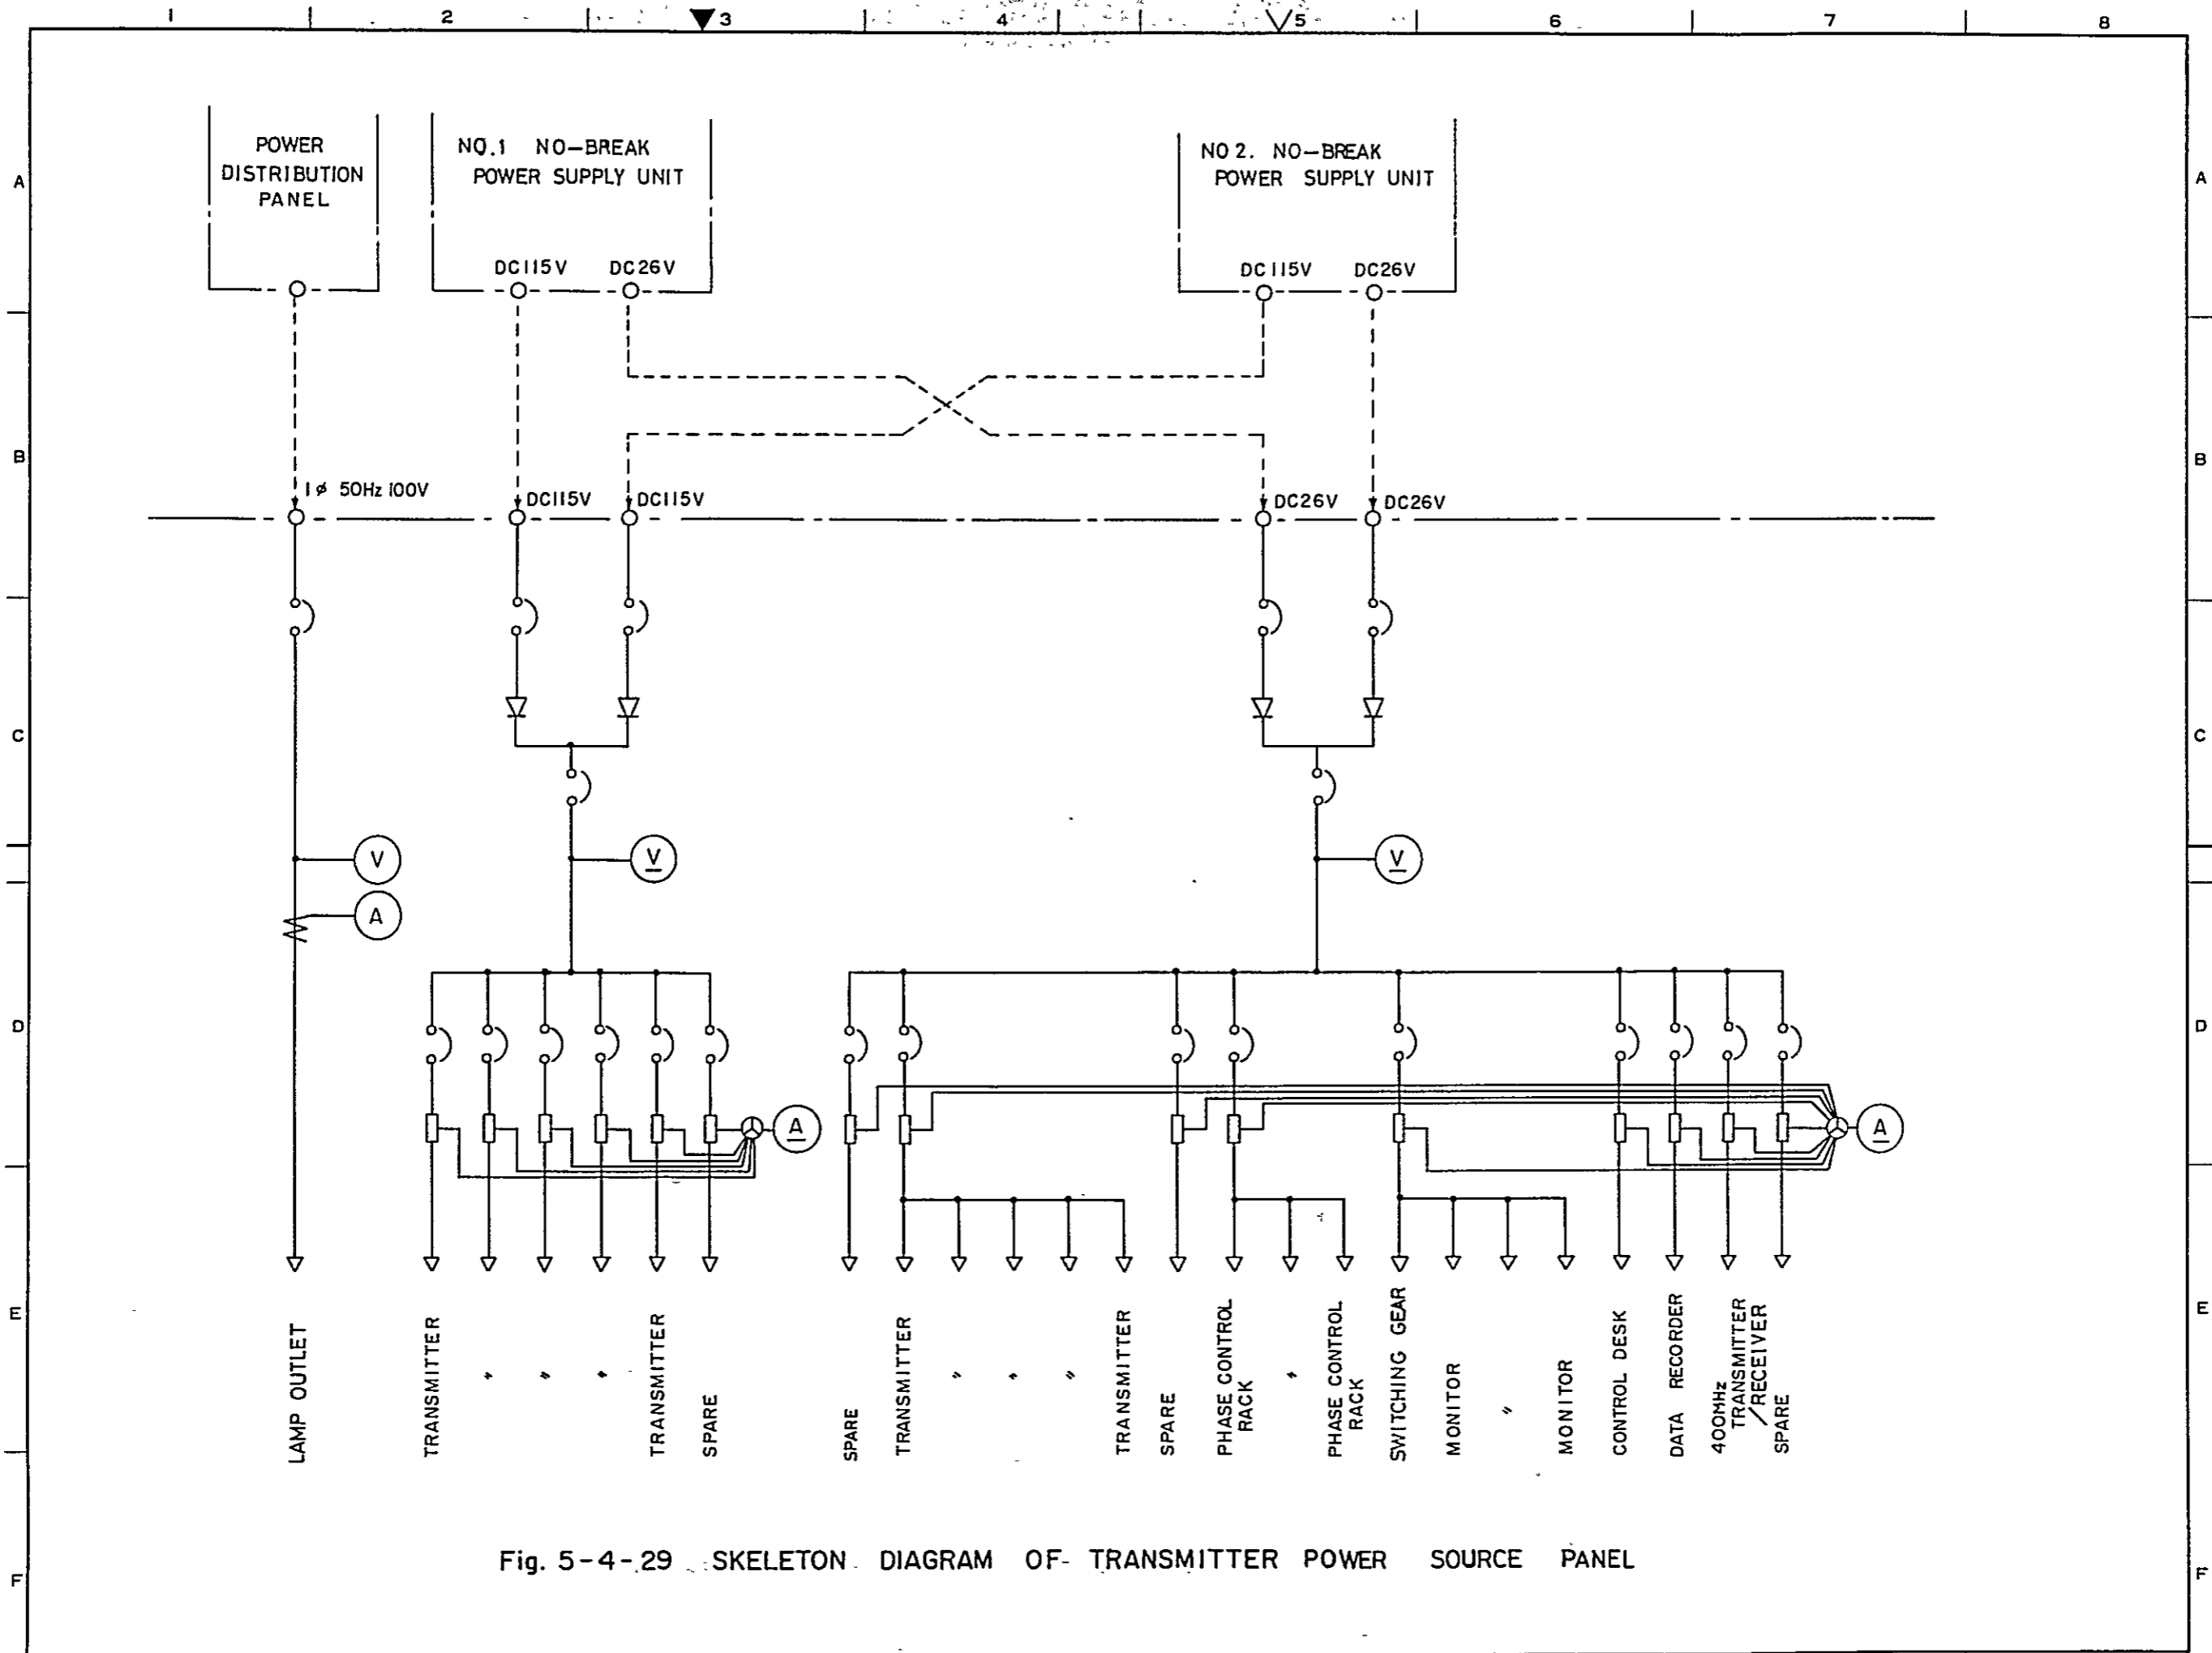 1 2 3 4 5 6 7 8
A
B
C
D
E
F
A
B
C
D
E
F
POWER
DISTRIBUTION
PANEL
NO.1 NO-BREAK
POWER SUPPLY UNIT
NO 2. NO-BREAK
POWER SUPPLY UNIT
DC115V DC26V
DC115V DC26V
1ø 50Hz 100V
DC115V
DC115V
DC26V
DC26V
V
V
V
A
A
A
LAMP OUTLET
TRANSMITTER
〃
〃
〃
TRANSMITTER
SPARE
SPARE
TRANSMITTER
〃
〃
〃
TRANSMITTER
SPARE
PHASE CONTROL
RACK
〃
PHASE CONTROL
RACK
SWITCHING GEAR
MONITOR
〃
MONITOR
CONTROL DESK
DATA RECORDER
400MHz
TRANSMITTER
/RECEIVER
SPARE
Fig. 5-4-29 SKELETON DIAGRAM OF TRANSMITTER POWER SOURCE PANEL